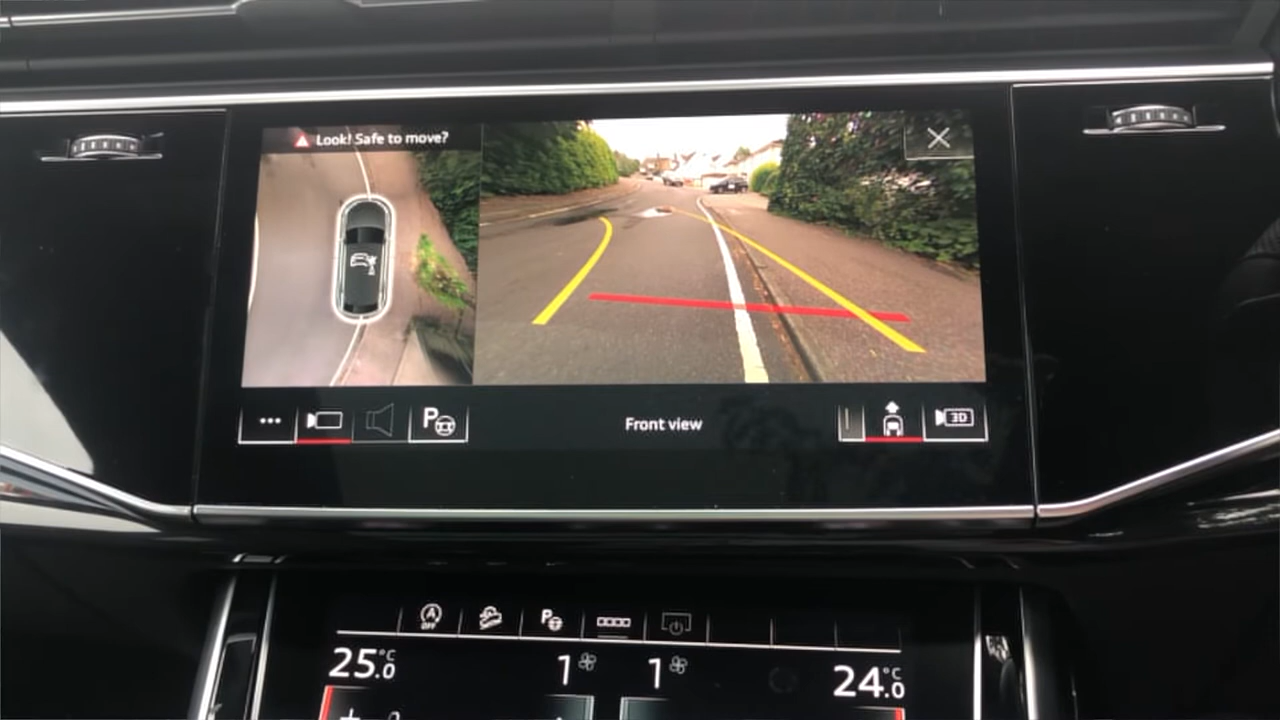 Look! Safe to move?
P
Front view
3D
A
OFF
P
25.0 °C
1
1
24.0 °C